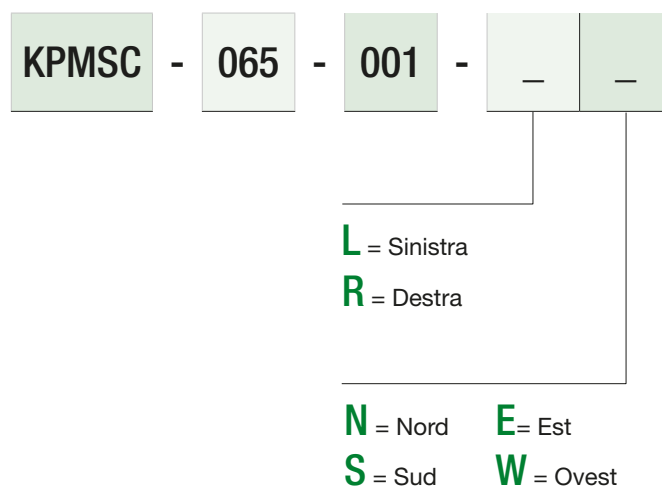 KPMSC - 065 - 001 - _ _
L = Sinistra
R = Destra
N = Nord E= Est
S = Sud W = Ovest